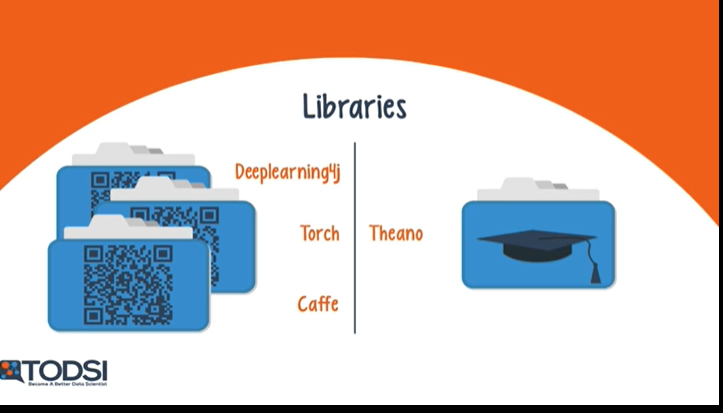 Libraries
Deeplearning4j
Torch
Theano
Caffe
TODSI
Become A Better Data Scientist